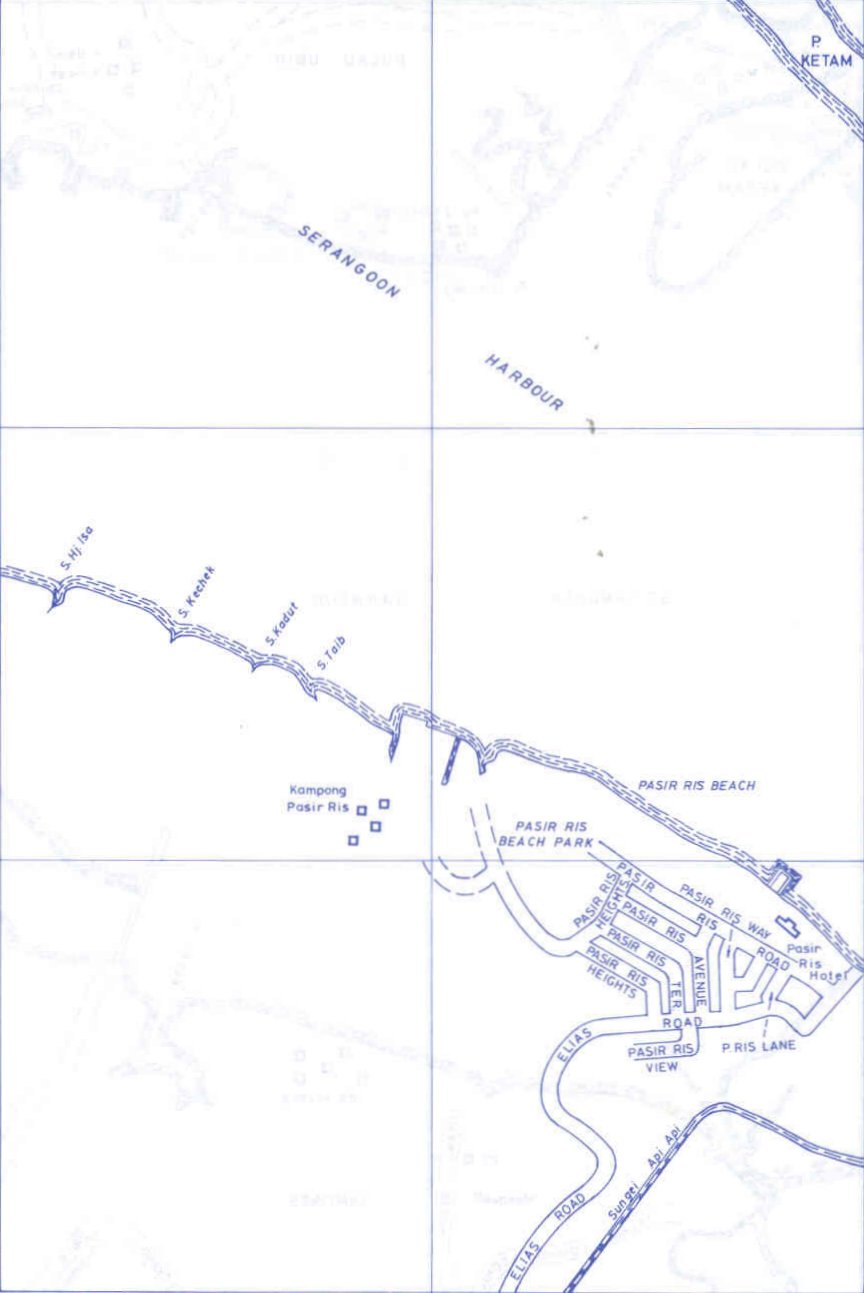 P.
KETAM
SERANGOON
HARBOUR
S. Hj. Isa
S. Kechek
S. Kadut
S. Taib
Kampong
Pasir Ris
PASIR RIS BEACH
PASIR RIS
BEACH PARK
PASIR RIS ROAD
PASIR RIS WAY
PASIR RIS
HEIGHTS
PASIR RIS AVENUE
PASIR RIS TER
PASIR RIS
HEIGHTS
Pasir
Ris
Hotel
ELIAS ROAD
PASIR RIS
VIEW
P. RIS LANE
Sungei Api Api
ELIAS ROAD